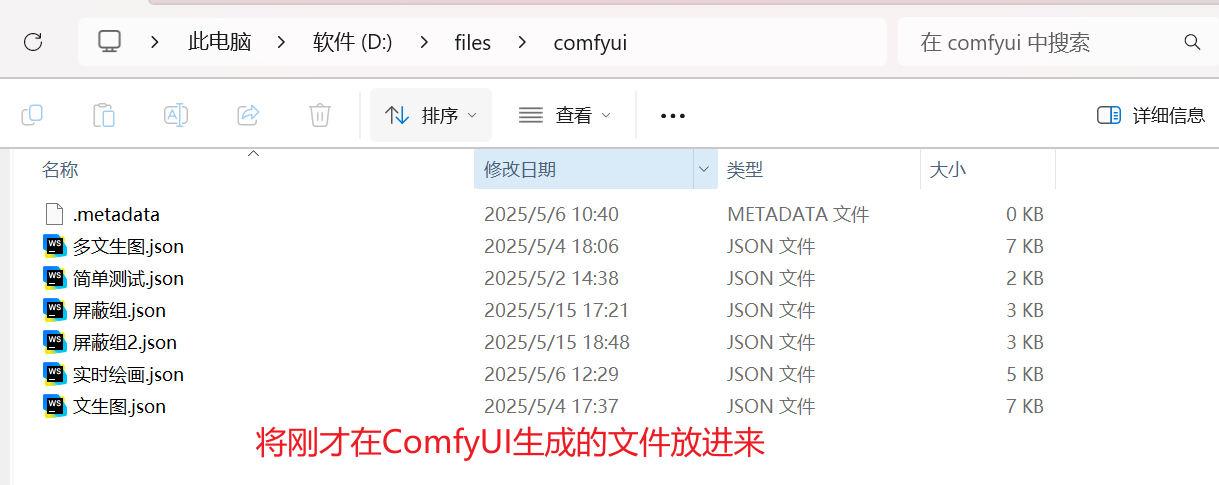 此电脑 > 软件 (D:) > files > comfyui 在 comfyui 中搜索
排序 查看 ••• 详细信息
名称 修改日期 类型 大小
.metadata 2025/5/6 10:40 METADATA 文件 0 KB
多文生图.json 2025/5/4 18:06 JSON 文件 7 KB
简单测试.json 2025/5/2 14:38 JSON 文件 2 KB
屏蔽组.json 2025/5/15 17:21 JSON 文件 3 KB
屏蔽组2.json 2025/5/15 18:48 JSON 文件 3 KB
实时绘画.json 2025/5/6 12:29 JSON 文件 5 KB
文生图.json 2025/5/4 17:37 JSON 文件 7 KB
将刚才在ComfyUI生成的文件放进来